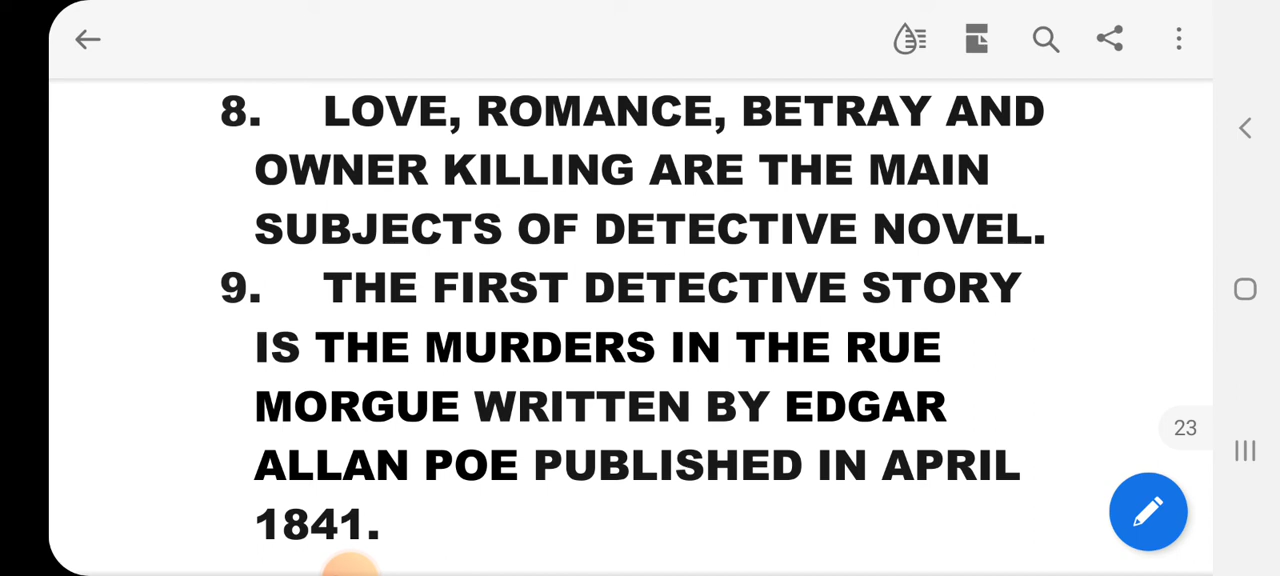 8. LOVE, ROMANCE, BETRAY AND
OWNER KILLING ARE THE MAIN
SUBJECTS OF DETECTIVE NOVEL.
9. THE FIRST DETECTIVE STORY
IS THE MURDERS IN THE RUE
MORGUE WRITTEN BY EDGAR
ALLAN POE PUBLISHED IN APRIL
1841.
23